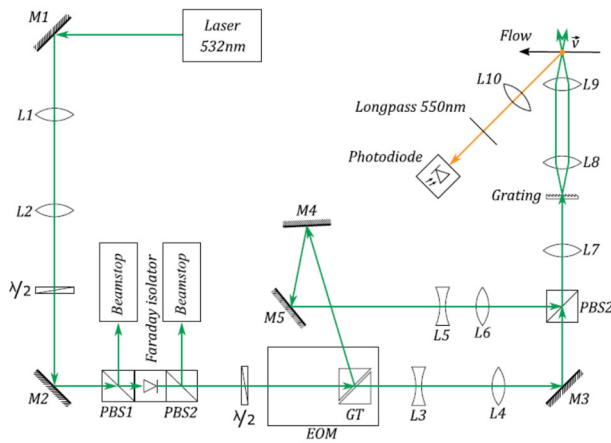 M1
Laser
532nm
Flow
v⃗
L10
L9
L1
Longpass 550nm
Photodiode
L8
Grating
L2
M4
L7
λ/2
Beamstop
Faraday isolator
Beamstop
M5
L5
L6
PBS2
M2
PBS1
PBS2
λ/2
GT
EOM
L3
L4
M3